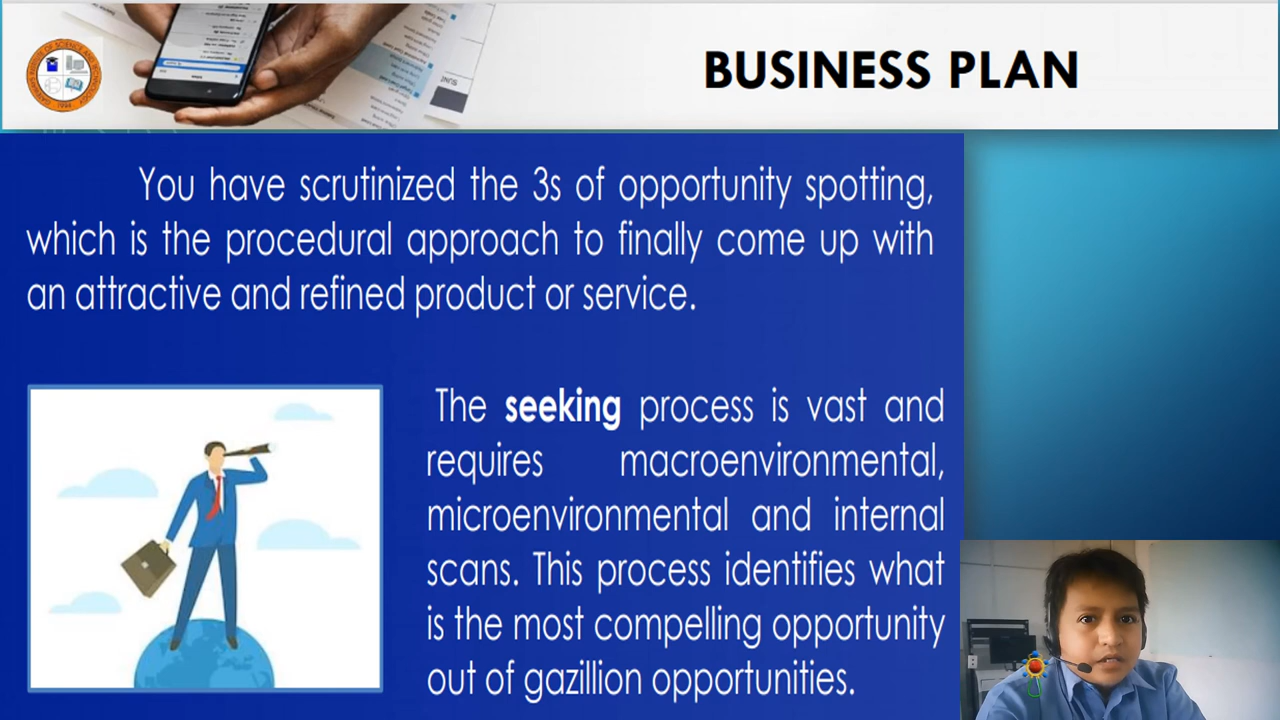 BUSINESS PLAN
You have scrutinized the 3s of opportunity spotting,
which is the procedural approach to finally come up with
an attractive and refined product or service.
The seeking process is vast and
requires macroenvironmental,
microenvironmental and internal
scans. This process identifies what
is the most compelling opportunity
out of gazillion opportunities.